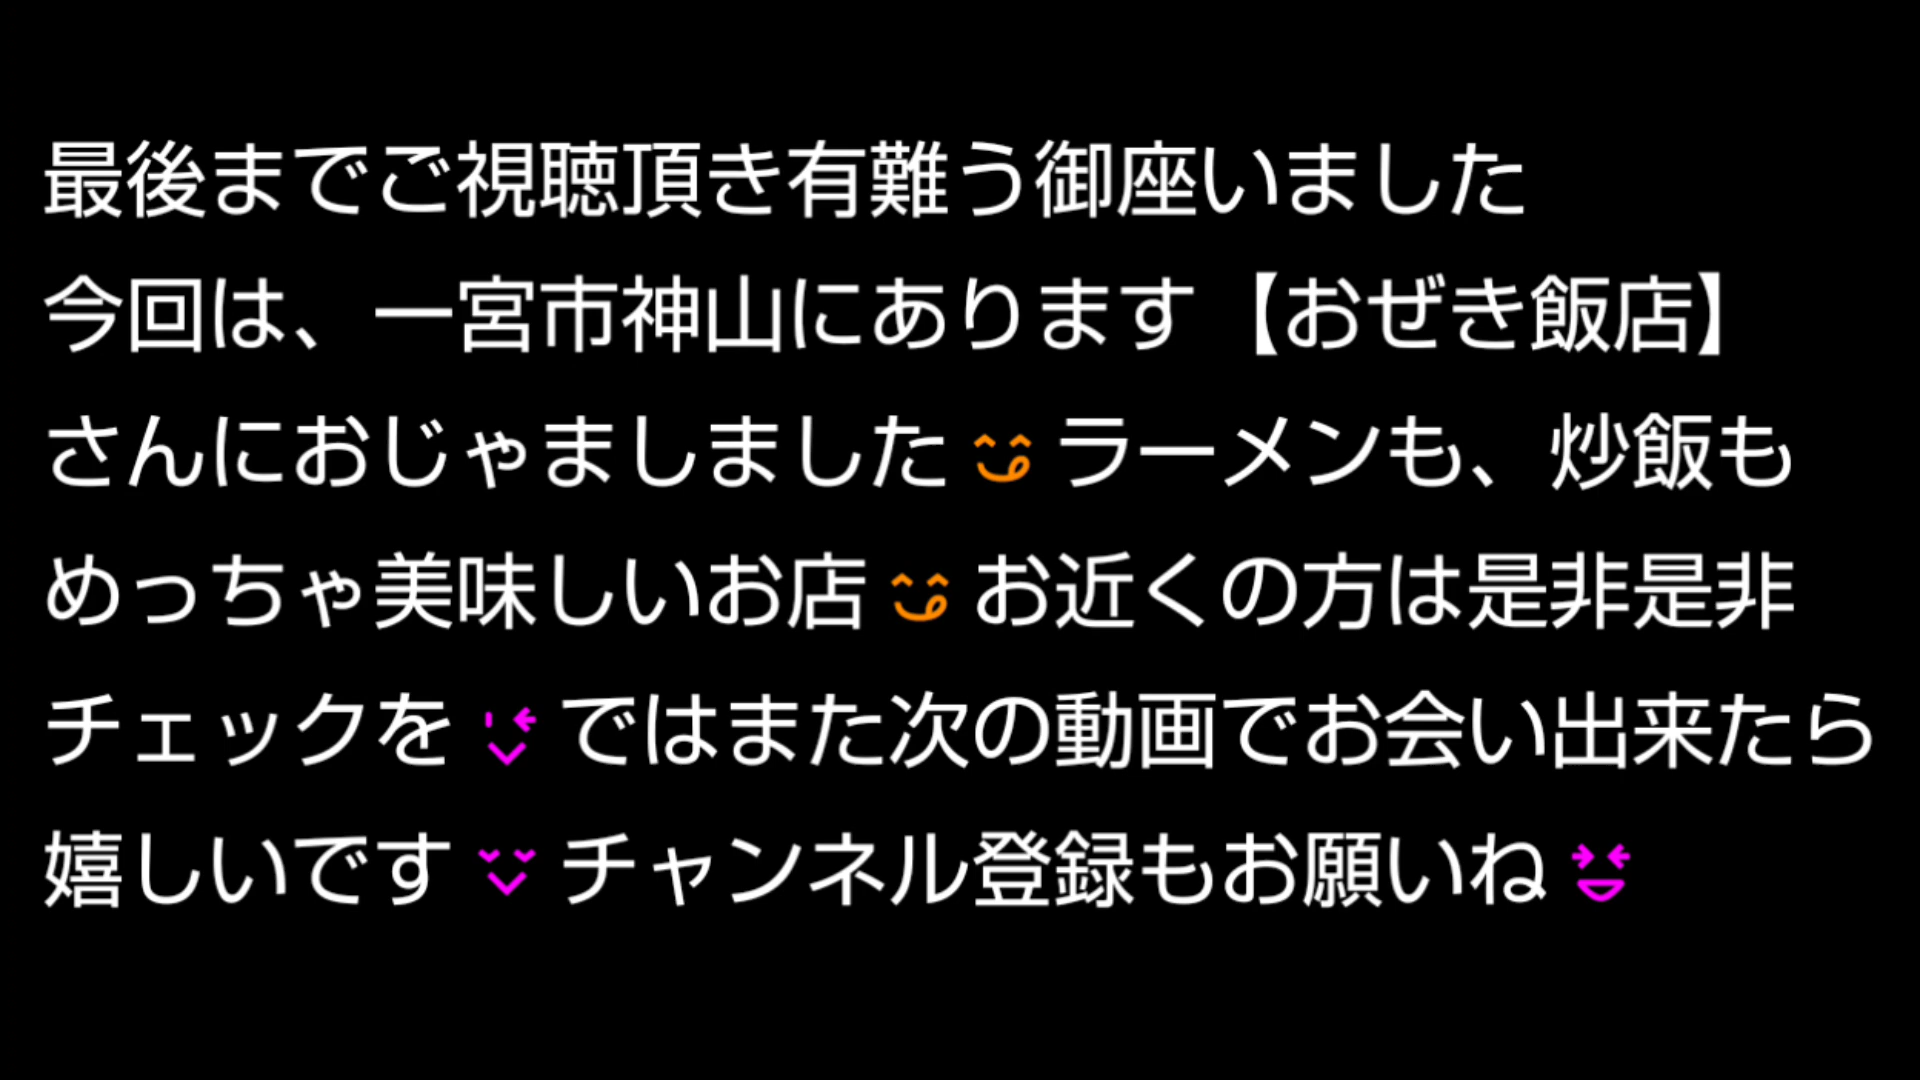 最後までご視聴頂き有難う御座いました
今回は、一宮市神山にあります【おぜき飯店】
さんにおじゃましました😋ラーメンも、炒飯も
めっちゃ美味しいお店😋お近くの方は是非是非
チェックを😜ではまた次の動画でお会い出来たら
嬉しいです☺️チャンネル登録もお願いね😆